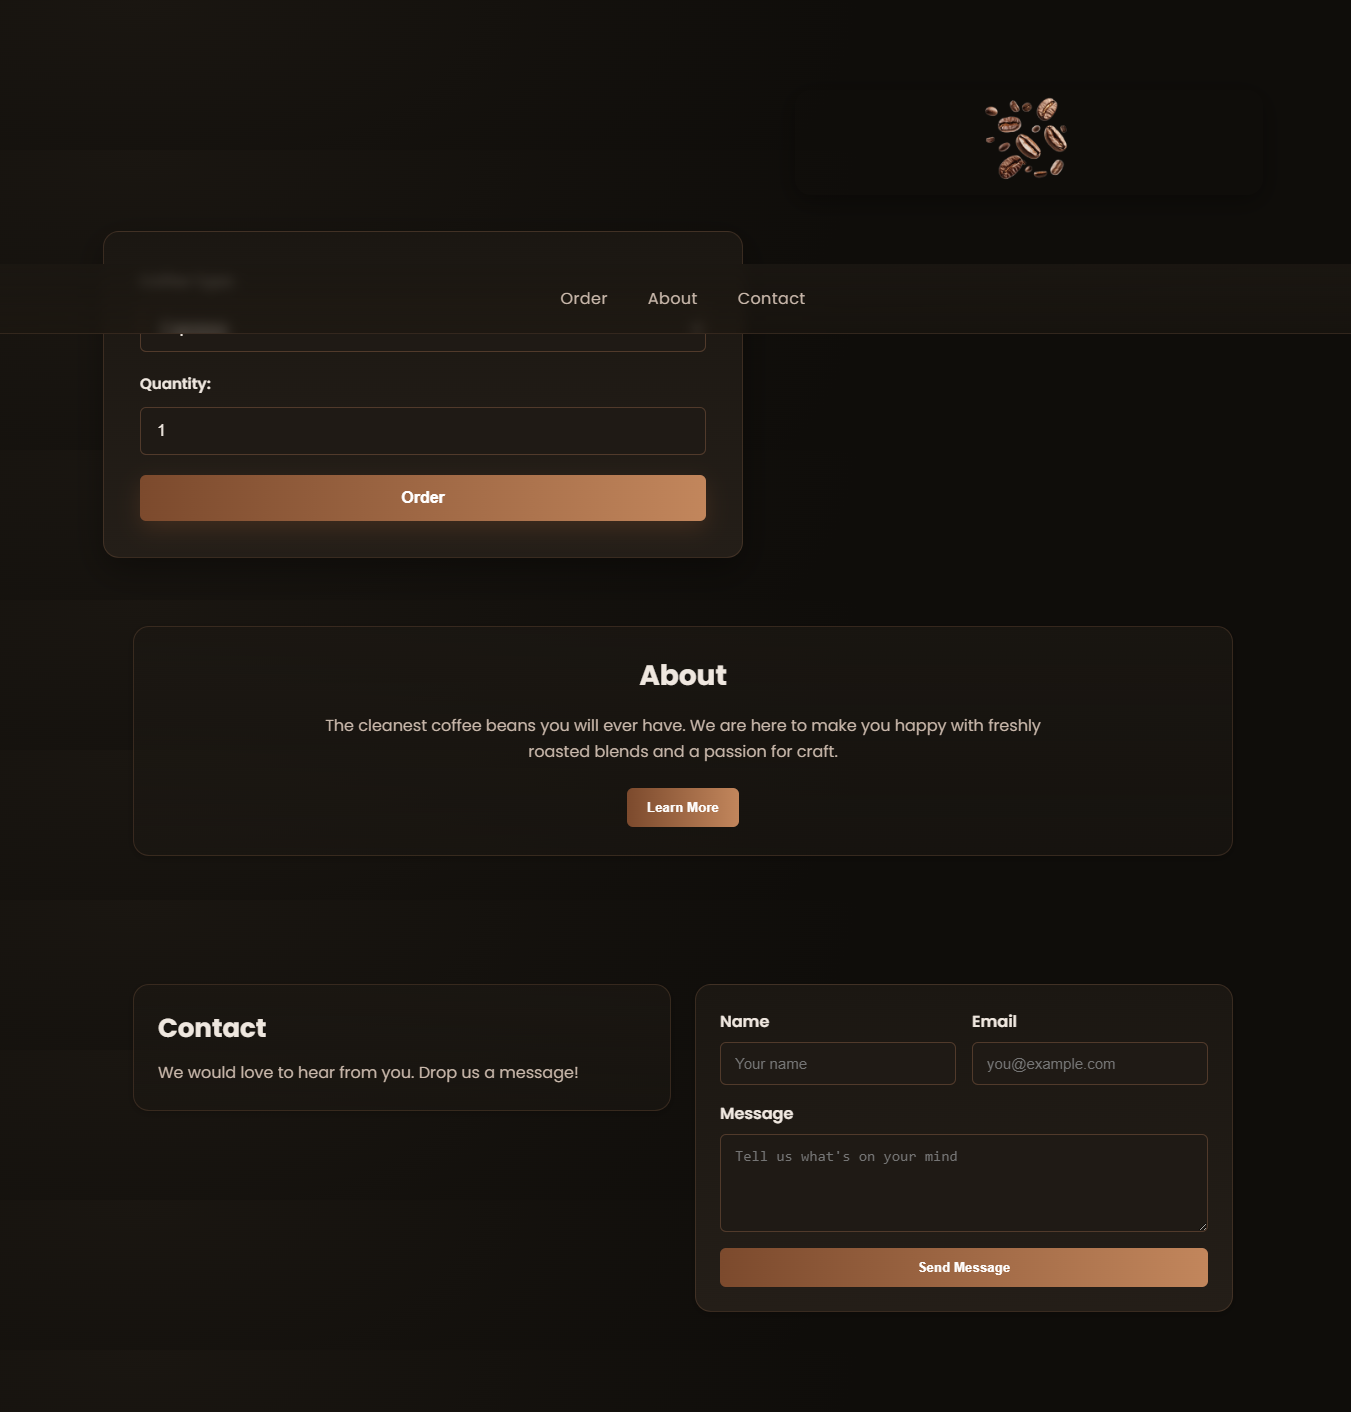 Order About Contact
Quantity:
1
Order
About
The cleanest coffee beans you will ever have. We are here to make you happy with freshly
roasted blends and a passion for craft.
Learn More
Contact
We would love to hear from you. Drop us a message!
Name
Your name
Email
you@example.com
Message
Tell us what's on your mind
Send Message